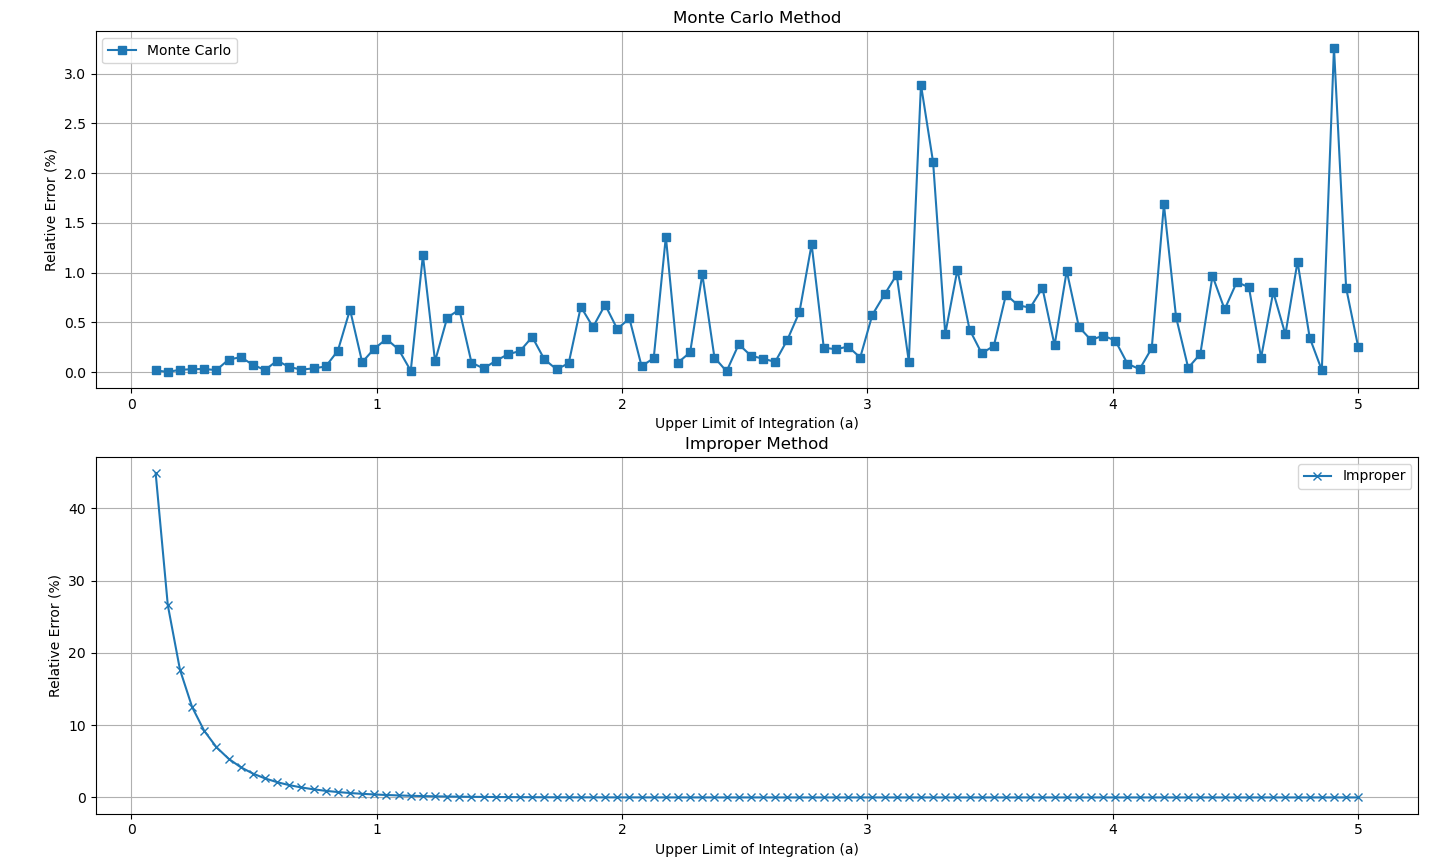 Monte Carlo Method
Monte Carlo
Relative Error (%)
3.0
2.5
2.0
1.5
1.0
0.5
0.0
0 1 2 3 4 5
Upper Limit of Integration (a)
Improper Method
Improper
Relative Error (%)
40
30
20
10
0
0 1 2 3 4 5
Upper Limit of Integration (a)